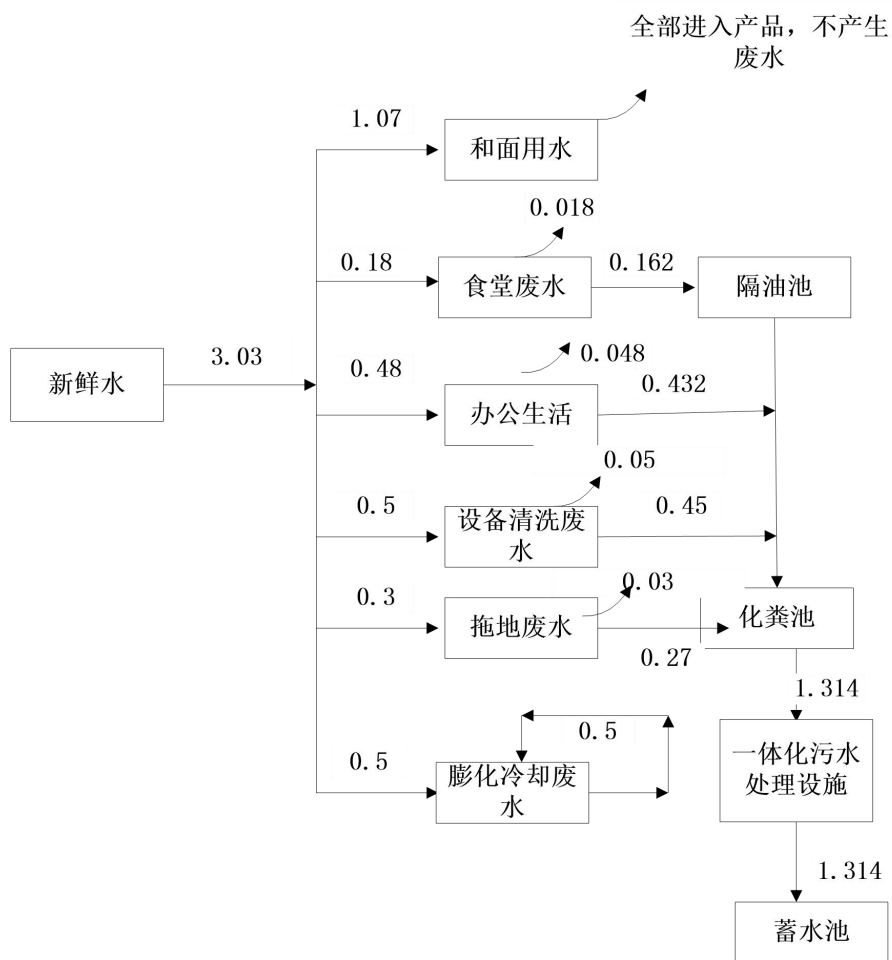 全部进入产品，不产生
废水
1.07
和面用水
0.018
0.18
食堂废水
0.162
隔油池
新鲜水
3.03
0.48
0.048
办公生活
0.432
0.05
0.5
设备清洗废
水
0.45
0.03
0.3
拖地废水
0.27
化粪池
1.314
0.5
0.5
膨化冷却废
水
一体化污水
处理设施
1.314
蓄水池